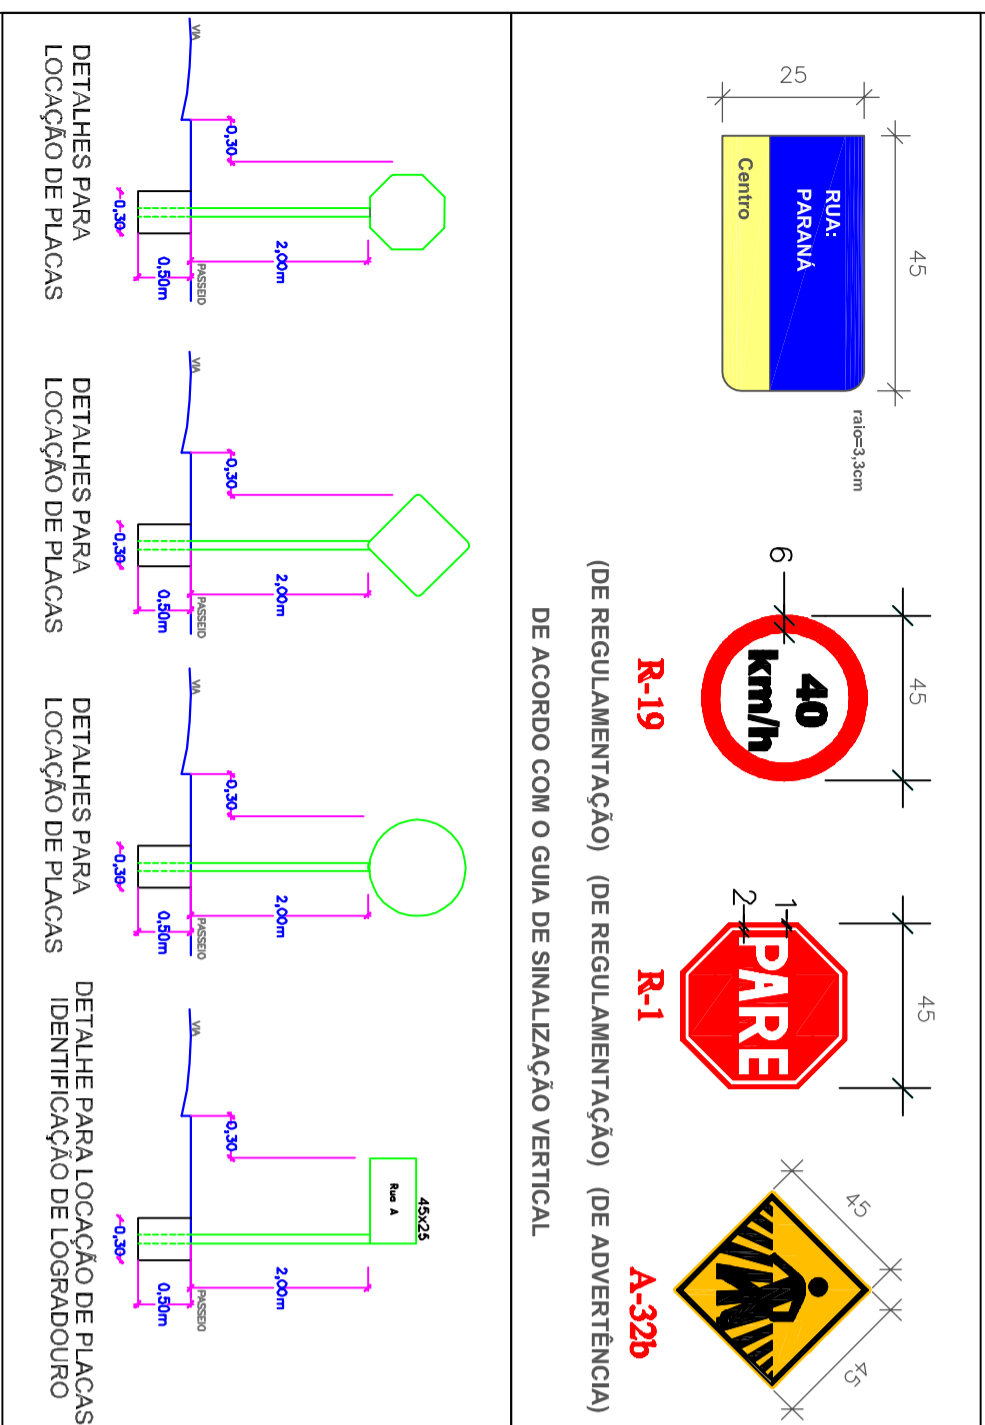 25
45
RUA:
PARANÁ
Centro
raio=3,3cm
6
45
40
km/h
R-19
(DE REGULAMENTAÇÃO)
1
2
45
PARE
R-1
(DE REGULAMENTAÇÃO)
45
45
A-32b
(DE ADVERTÊNCIA)
DE ACORDO COM O GUIA DE SINALIZAÇÃO VERTICAL
VIA
0,30
2,00m
PASSEIO
0,50m
0,30
DETALHES PARA
LOCAÇÃO DE PLACAS
VIA
0,30
2,00m
PASSEIO
0,50m
0,30
DETALHES PARA
LOCAÇÃO DE PLACAS
VIA
0,30
2,00m
PASSEIO
0,50m
0,30
DETALHES PARA
LOCAÇÃO DE PLACAS
VIA
0,30
45x25
Rua A
2,00m
PASSEIO
0,50m
0,30
DETALHE PARA LOCAÇÃO DE PLACAS
IDENTIFICAÇÃO DE LOGRADOURO